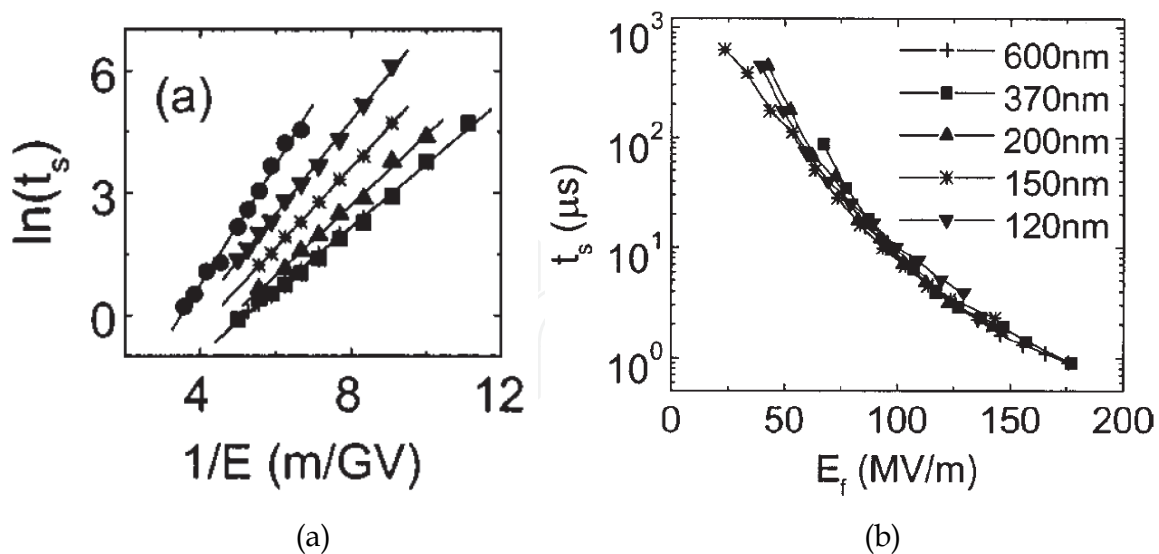 (a)
ln(t_s)
6
3
0
4
8
12
1/E (m/GV)
(a)
t_s (μs)
10^3
10^2
10^1
10^0
600nm
370nm
200nm
150nm
120nm
0
50
100
150
200
E_f (MV/m)
(b)